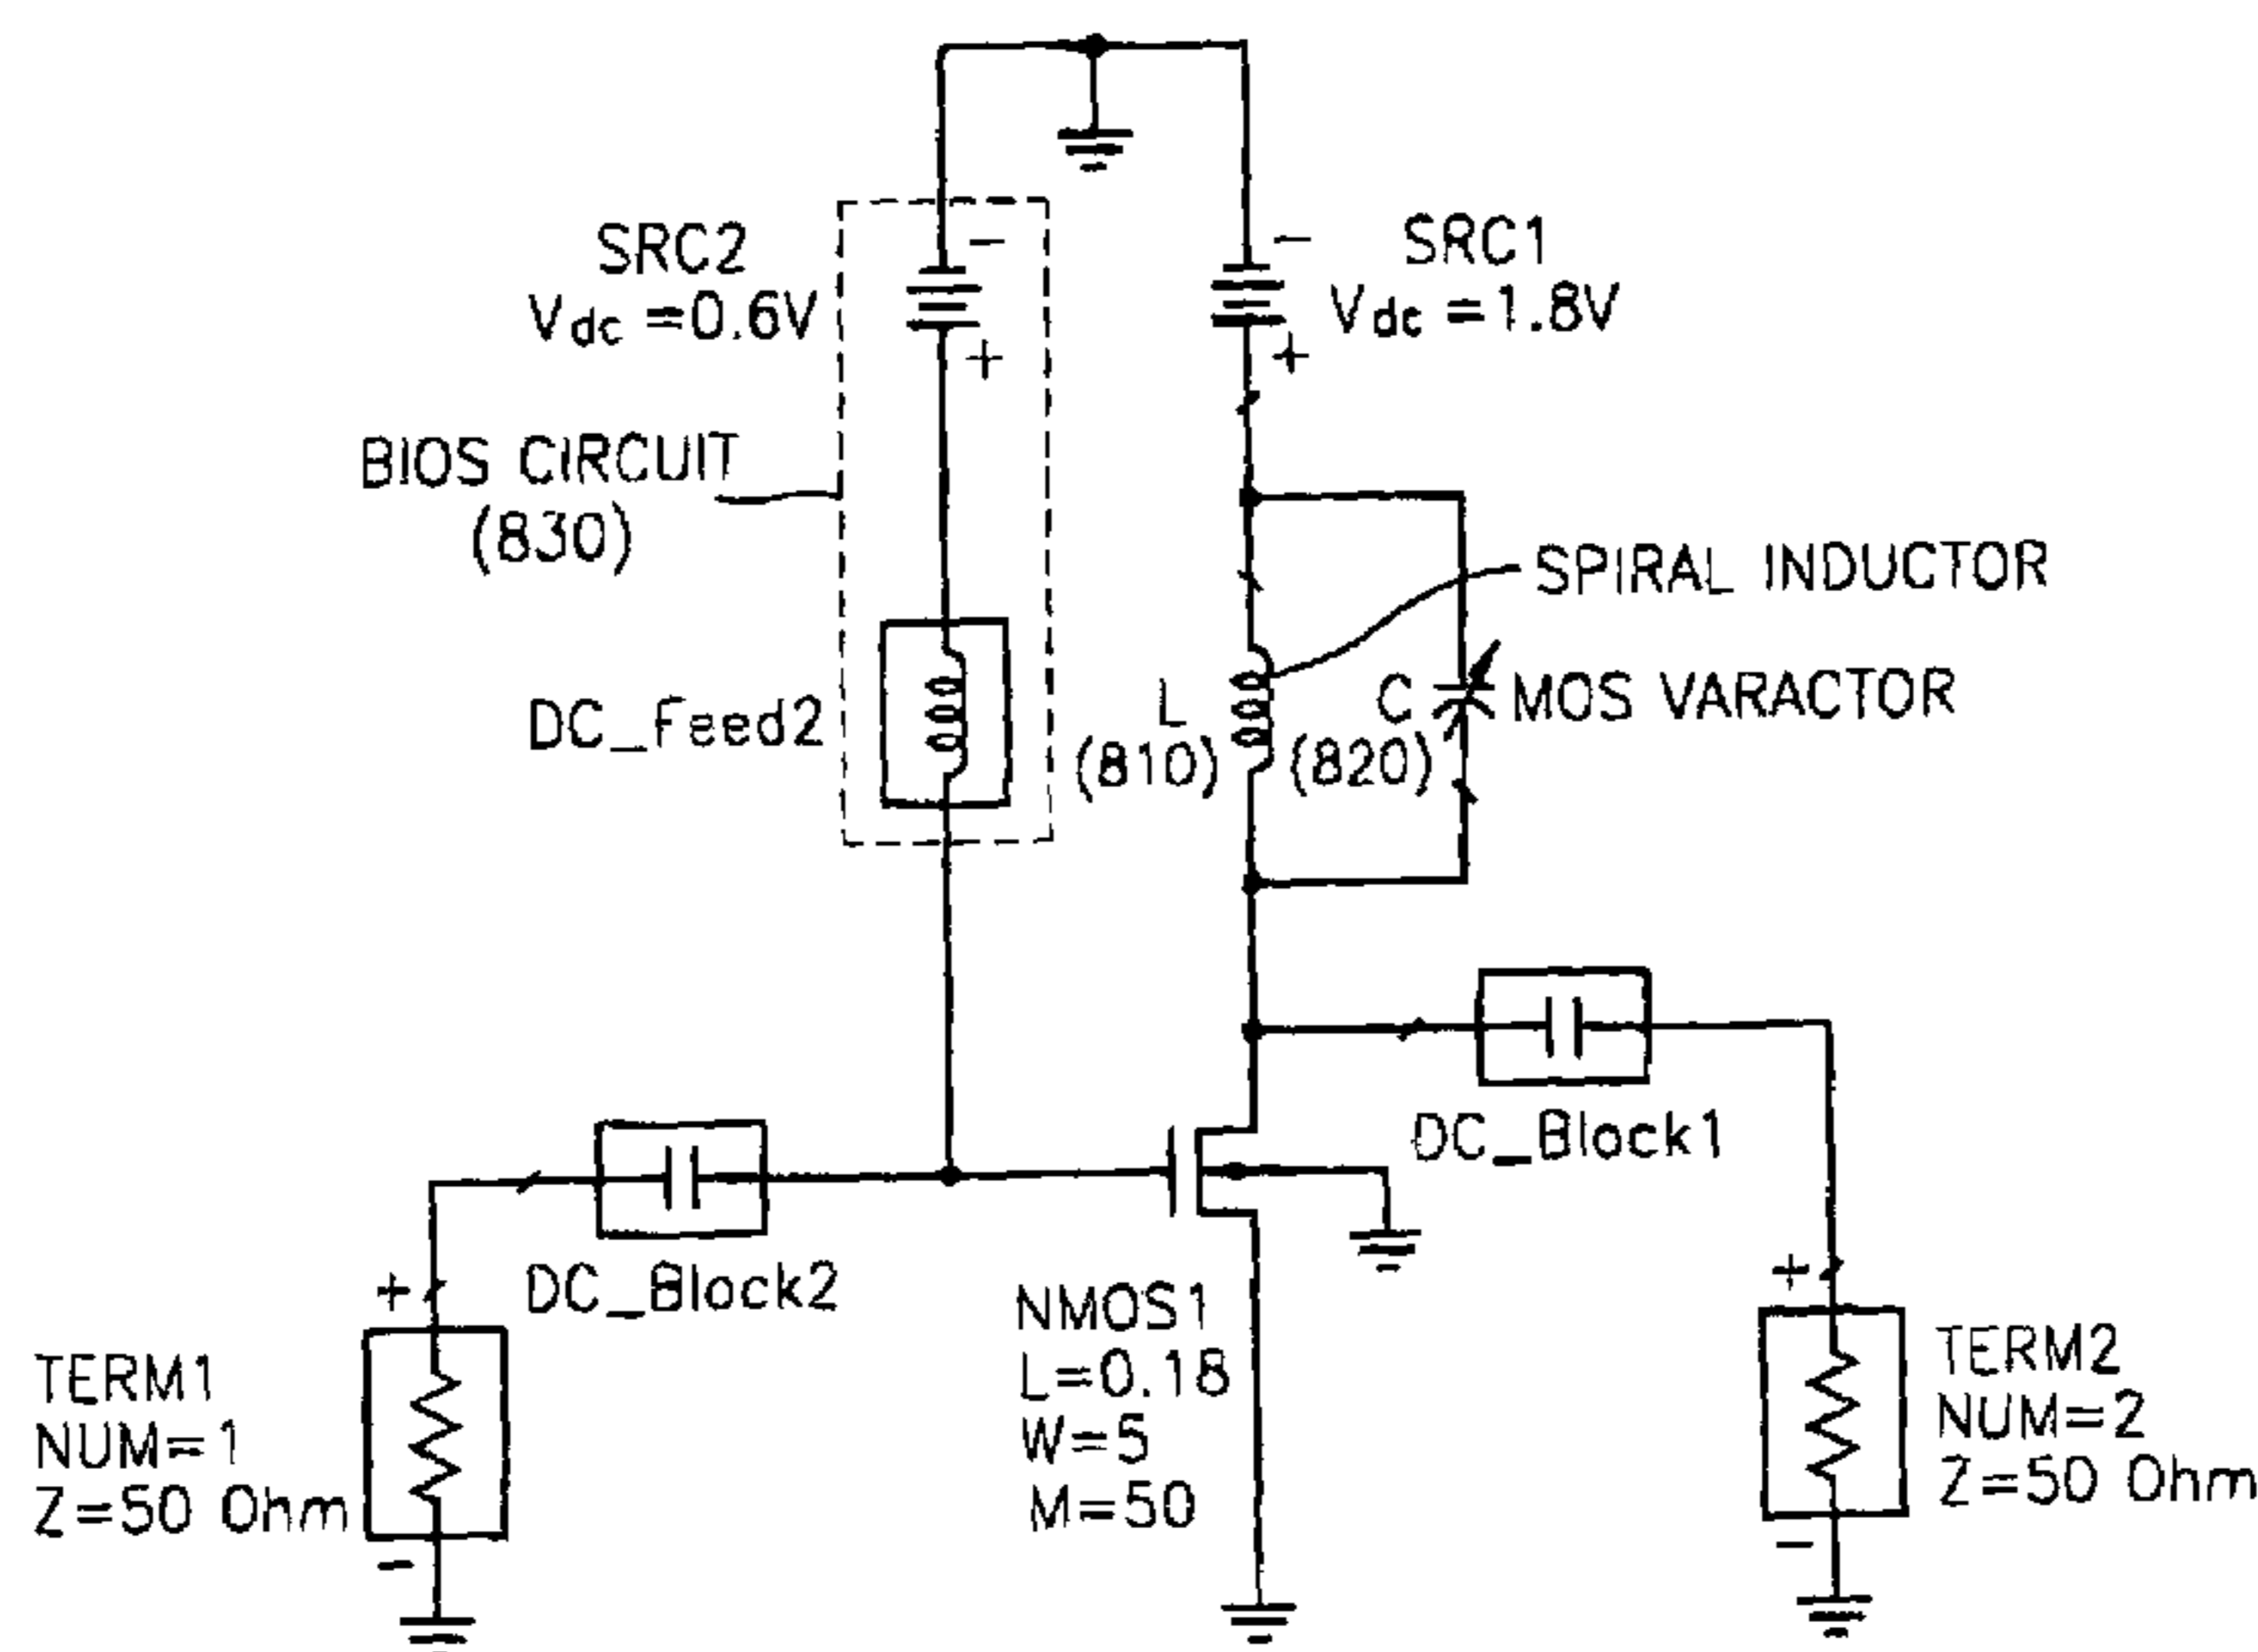 SRC2
Vdc =0.6V
-
+
SRC1
Vdc =1.8V
-
+
BIOS CIRCUIT
(830)
SPIRAL INDUCTOR
DC_Feed2
L
(810)
C
(820)
MOS VARACTOR
DC_Block1
DC_Block2
+
TERM1
NUM=1
Z=50 Ohm
-
NMOS1
L=0.18
W=5
M=50
+
TERM2
NUM=2
Z=50 Ohm
-